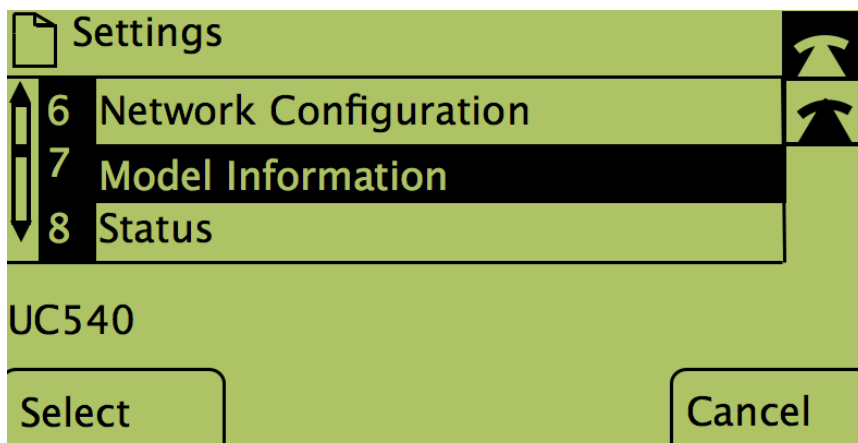 Settings
6 Network Configuration
7 Model Information
8 Status
UC540
Select Cancel